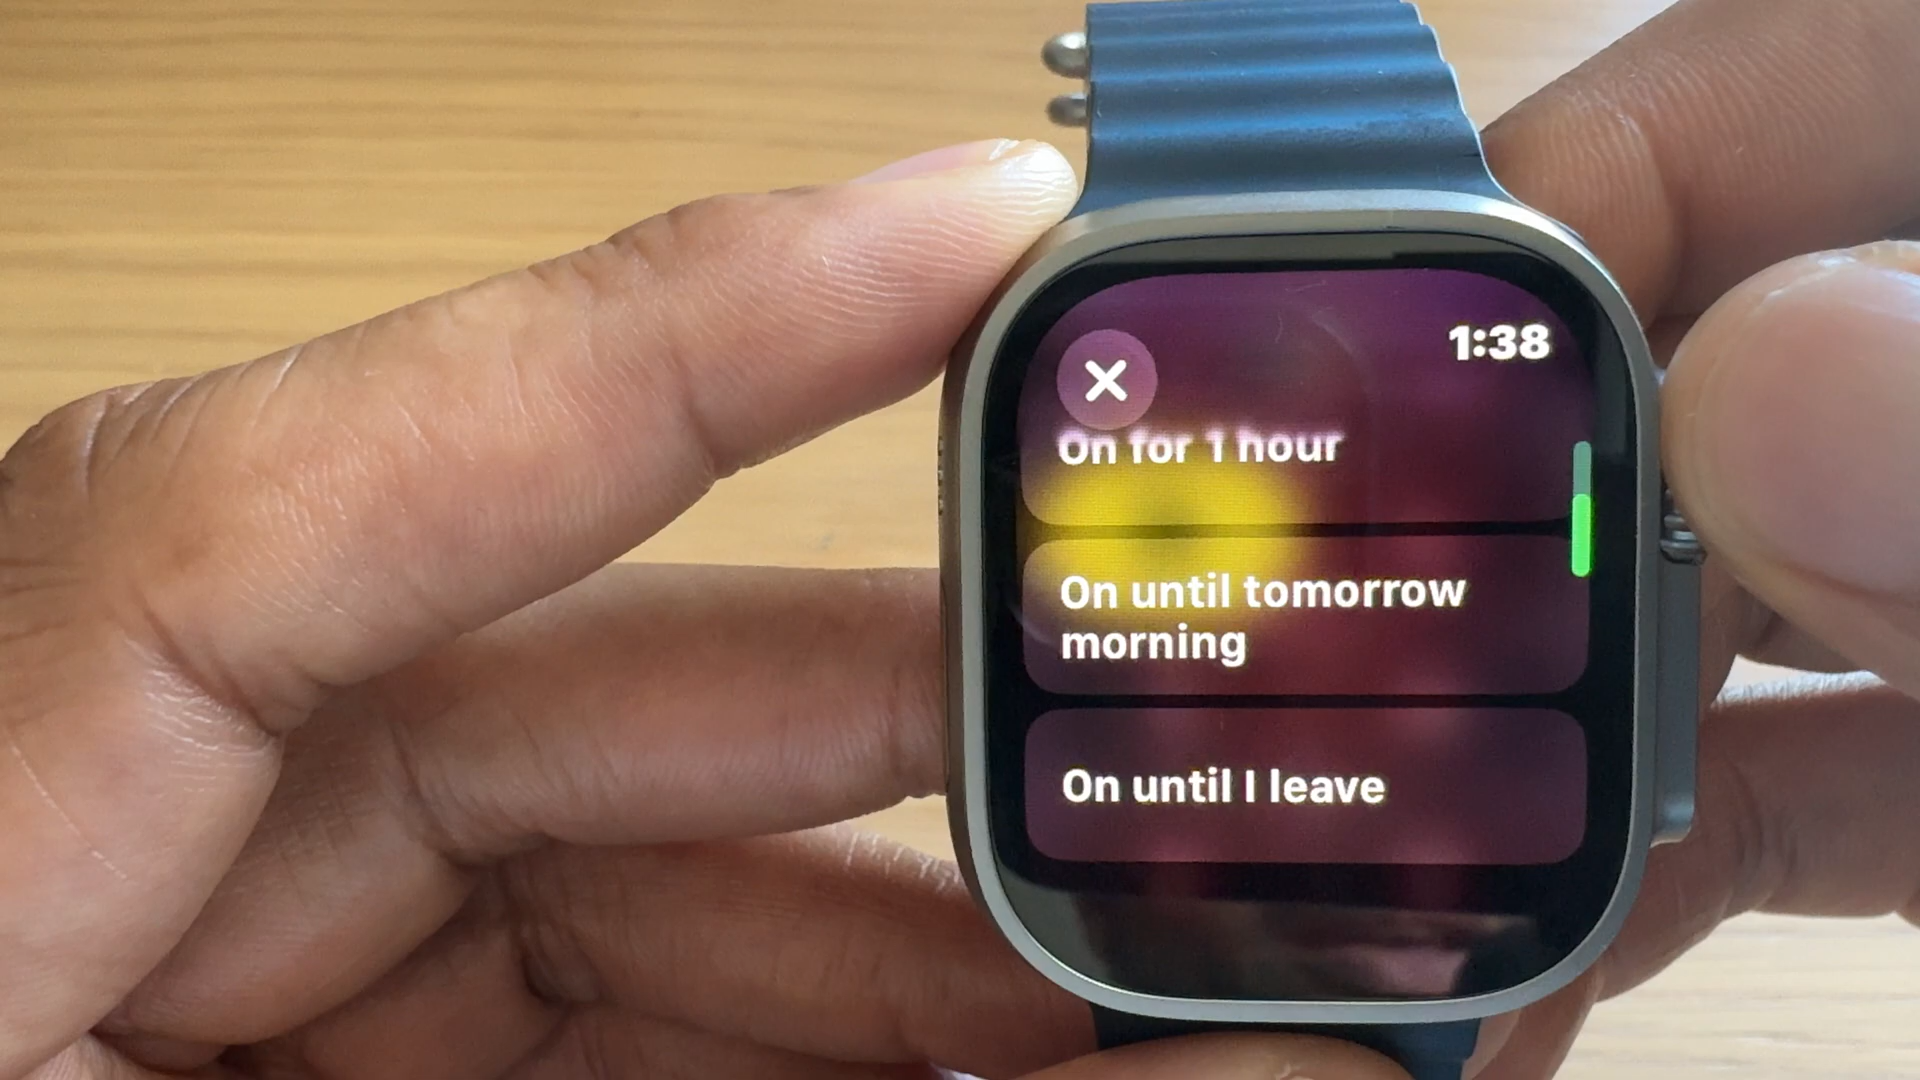 1:38
On for 1 hour
On until tomorrow
morning
On until I leave